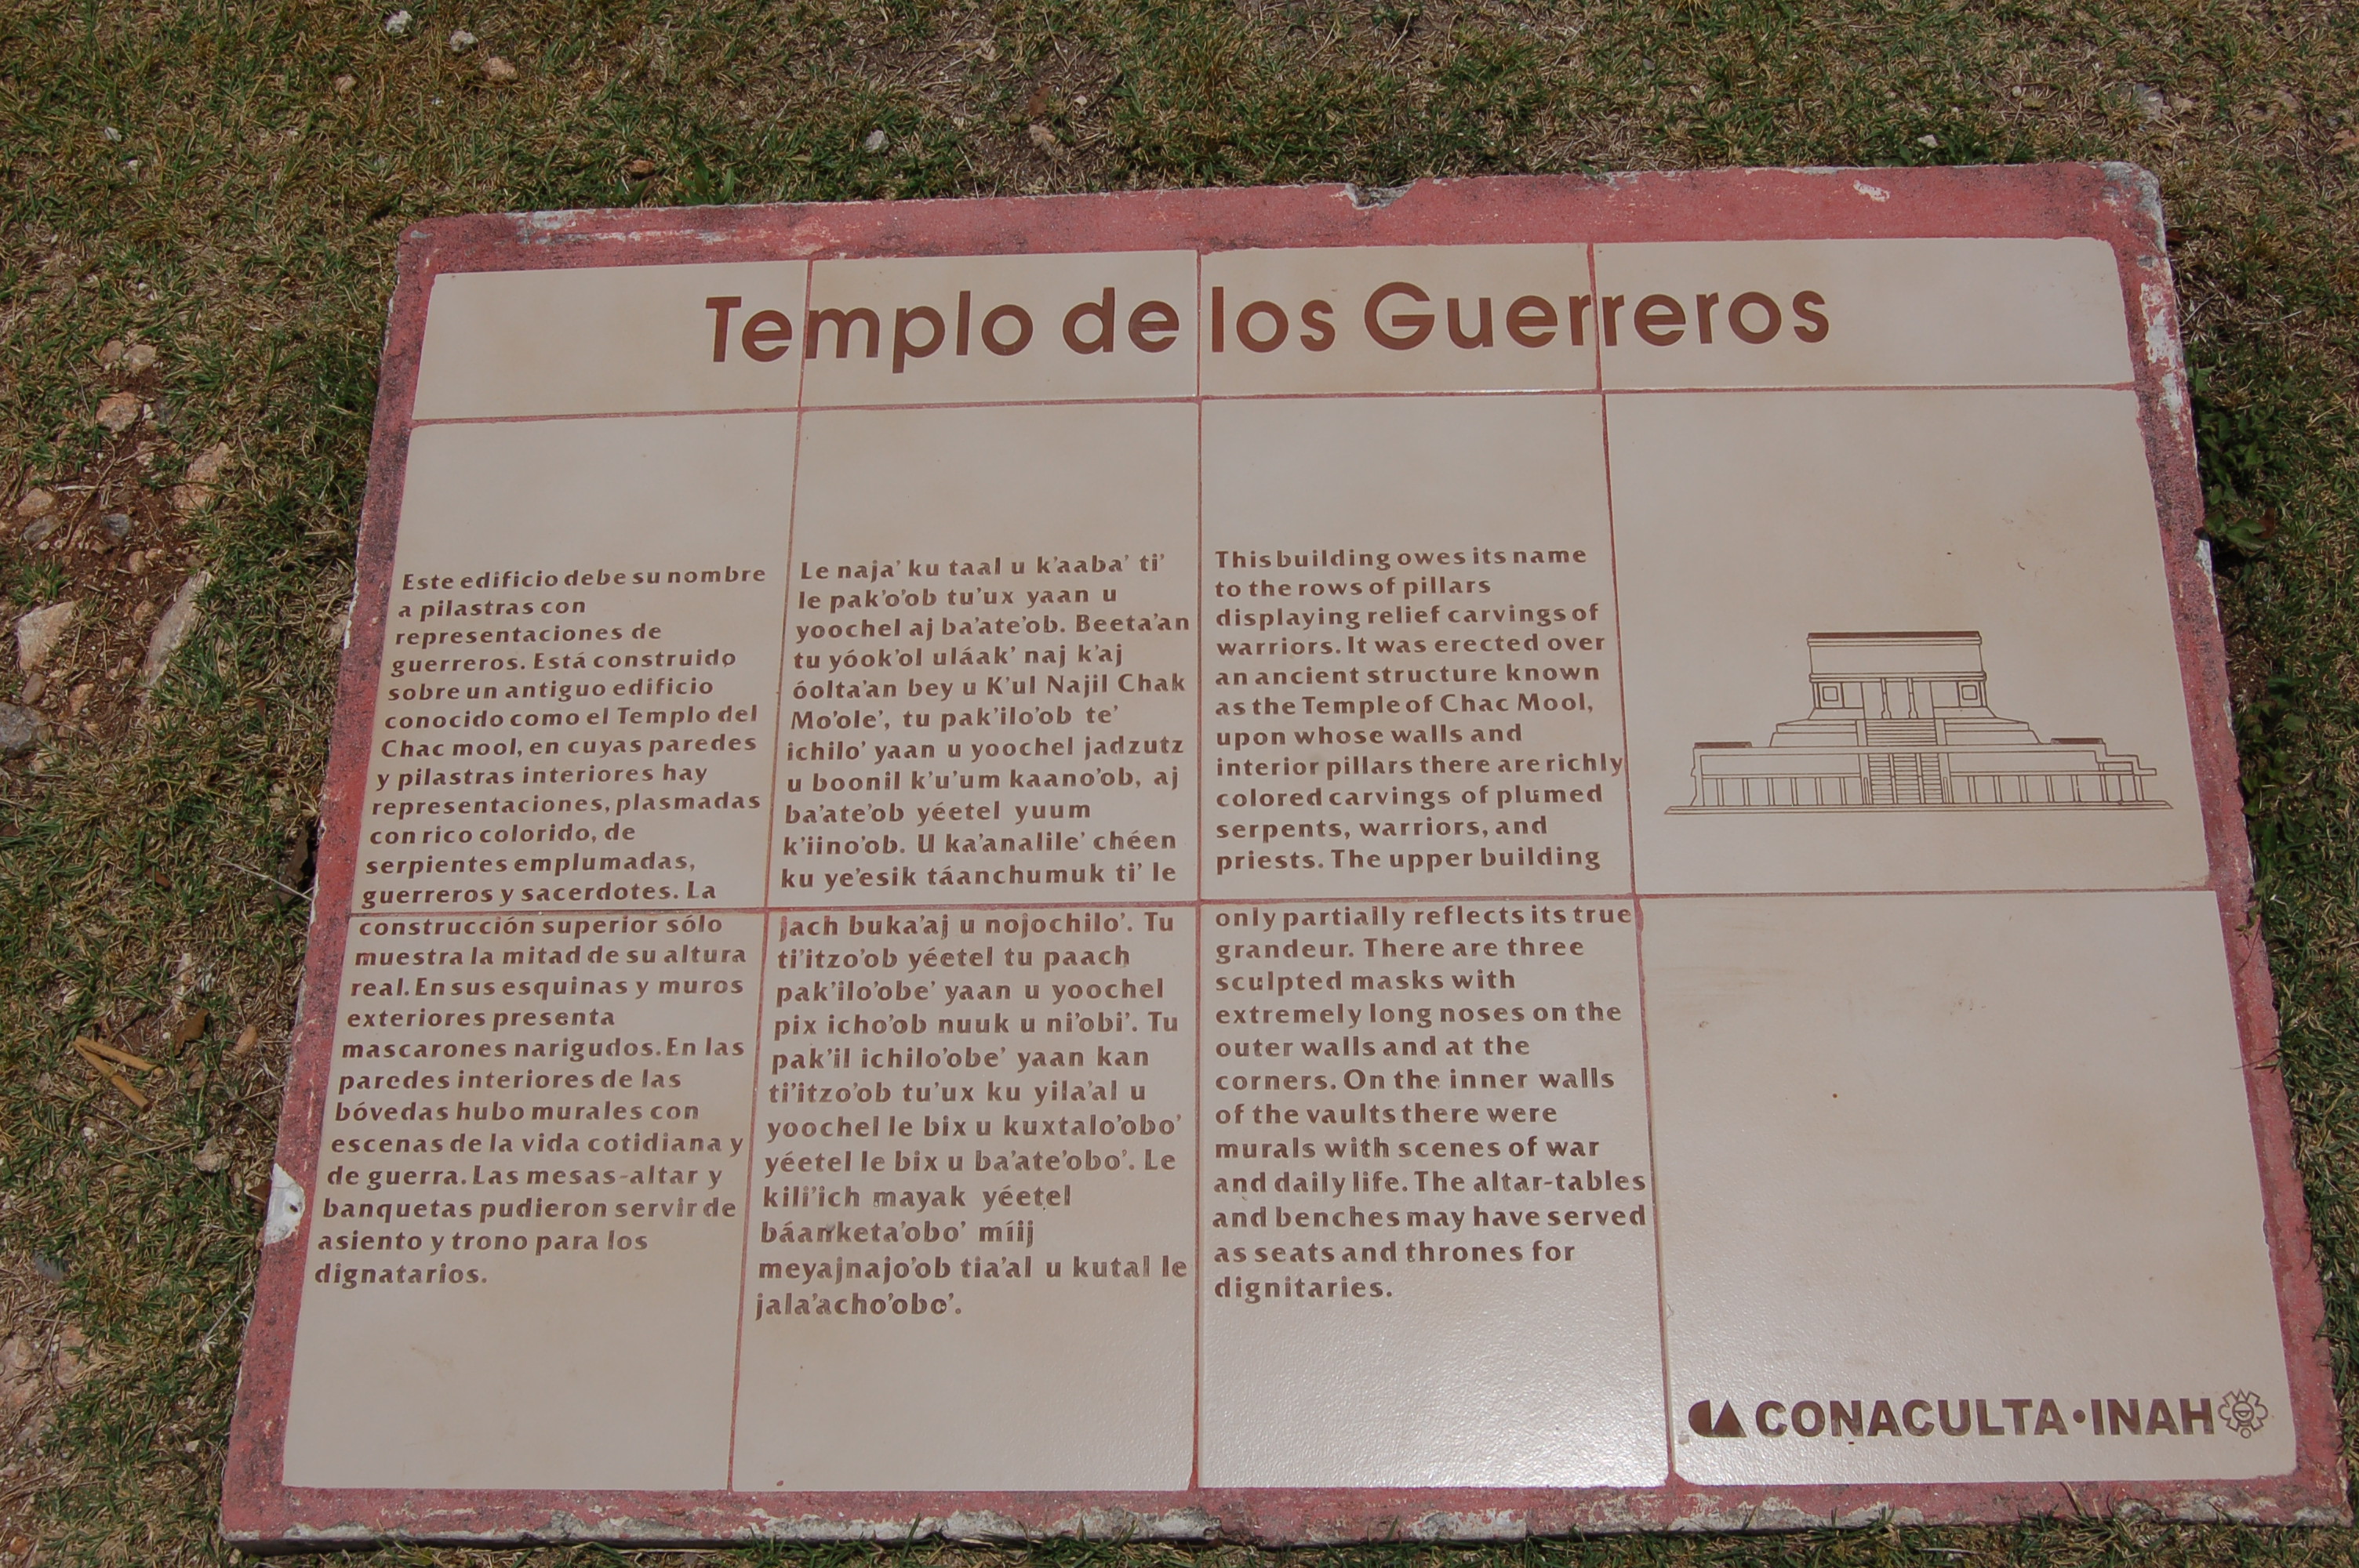 Templo de los Guerreros
Este edificio debe su nombre
a pilastras con
representaciones de
guerreros. Está construido
sobre un antiguo edificio
conocido como el Templo del
Chac mool, en cuyas paredes
y pilastras interiores hay
representaciones, plasmadas
con rico colorido, de
serpientes emplumadas,
guerreros y sacerdotes. La
construcción superior sólo
muestra la mitad de su altura
real. En sus esquinas y muros
exteriores presenta
mascarones narigudos. En las
paredes interiores de las
bóvedas hubo murales con
escenas de la vida cotidiana y
de guerra. Las mesas-altar y
banquetas pudieron servir de
asiento y trono para los
dignatarios.
Le naja' ku taal u k'aaba' ti'
le pak'o'ob tu'ux yaan u
yoochel aj ba'ate'ob. Beeta'an
tu yóok'ol uláak' naj k'aj
óolta'an bey u K'ul Najil Chak
Mo'ole', tu pak'ilo'ob te'
ichilo' yaan u yoochel jadzutz
u boonil k'u'um kaano'ob, aj
ba'ate'ob yéetel yuum
k'iino'ob. U ka'analile' chéen
ku ye'esik táanchumuk ti' le
jach buka'aj u nojochilo'. Tu
ti'itzo'ob yéetel tu paach
pak'ilo'obe' yaan u yoochel
pix icho'ob nuuk u ni'obi'. Tu
pak'il ichilo'obe' yaan kan
ti'itzo'ob tu'ux ku yila'al u
yoochel le bix u kuxtalo'obo'
yéetel le bix u ba'ate'obo'. Le
kili'ich mayak yéetel
báanketa'obo' míij
meyajnajo'ob tia'al u kutal le
jala'acho'obo'.
This building owes its name
to the rows of pillars
displaying relief carvings of
warriors. It was erected over
an ancient structure known
as the Temple of Chac Mool,
upon whose walls and
interior pillars there are richly
colored carvings of plumed
serpents, warriors, and
priests. The upper building
only partially reflects its true
grandeur. There are three
sculpted masks with
extremely long noses on the
outer walls and at the
corners. On the inner walls
of the vaults there were
murals with scenes of war
and daily life. The altar-tables
and benches may have served
as seats and thrones for
dignitaries.
CONACULTA•INAH